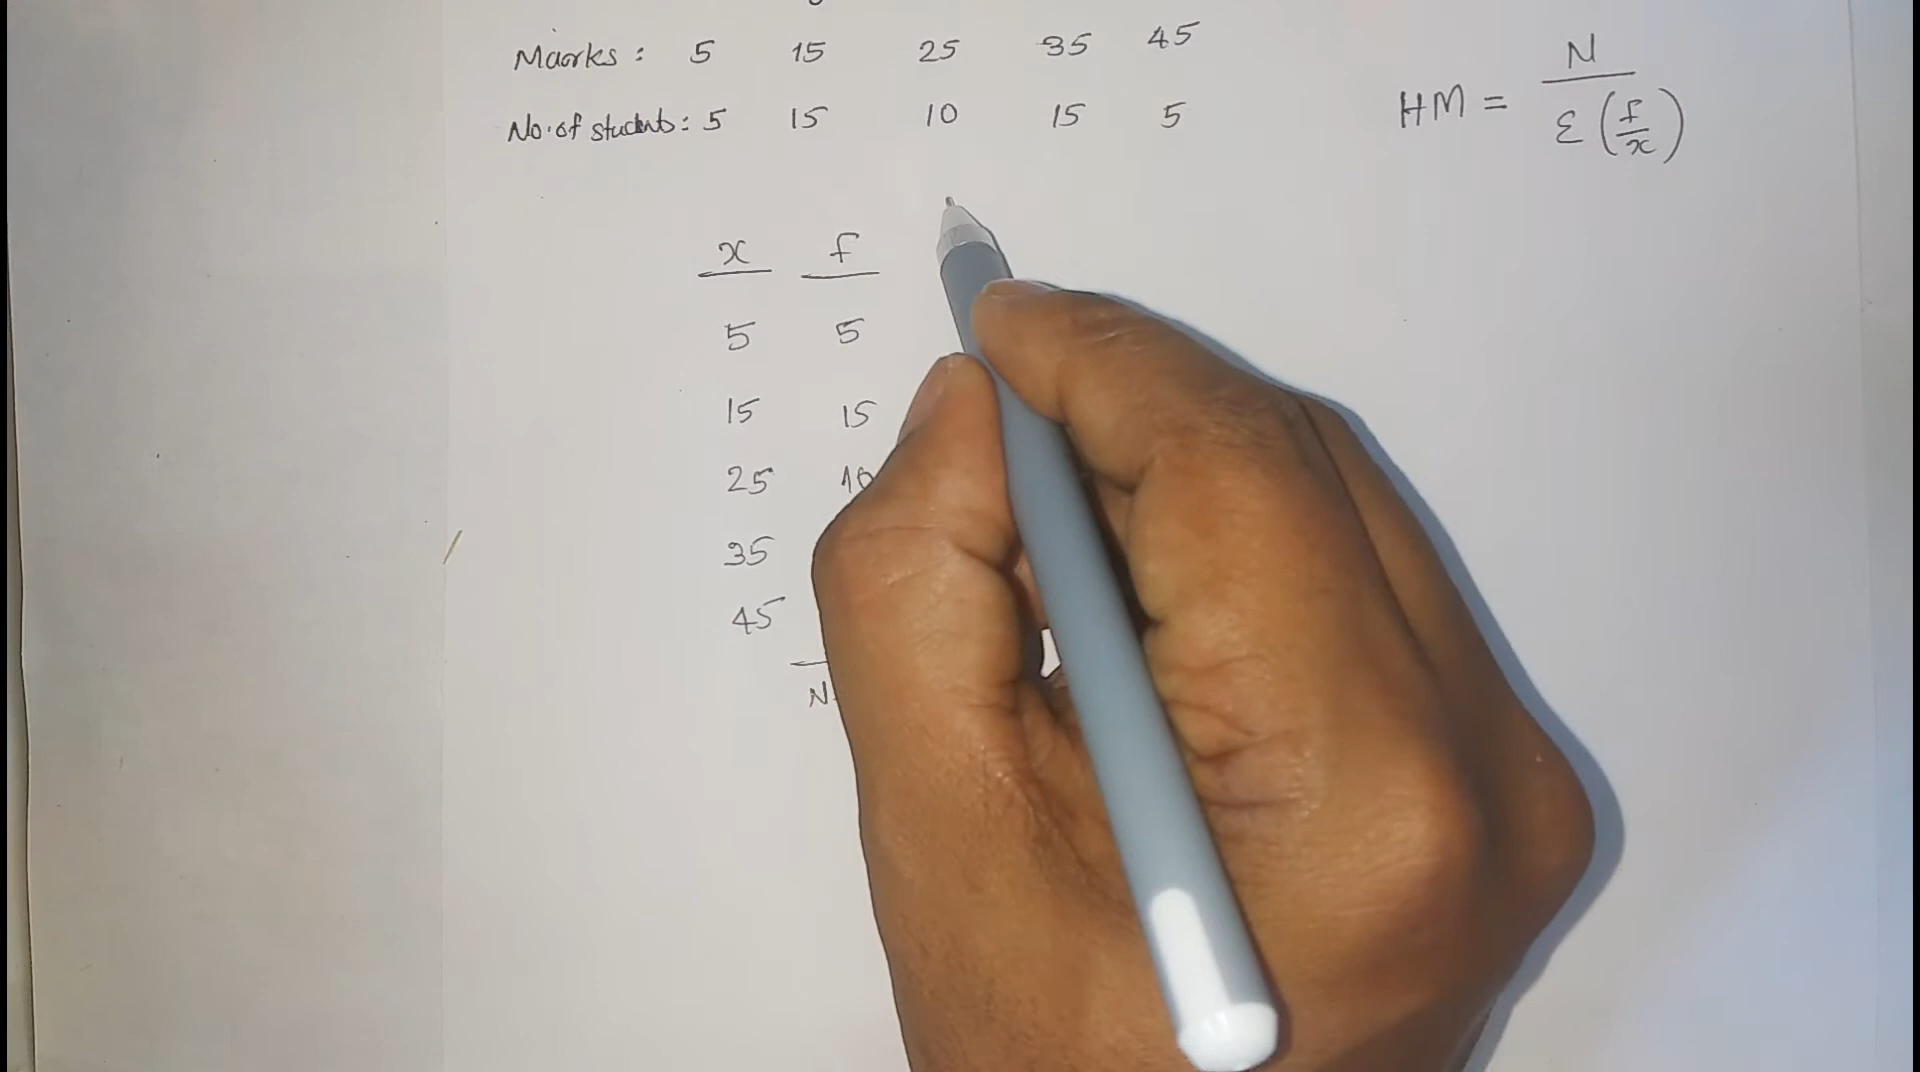 Marks : 5 15 25 35 45
No. of students : 5 15 10 15 5
HM = N / Σ (f/x)
x f
5 5
15 15
25 10
35
45
N